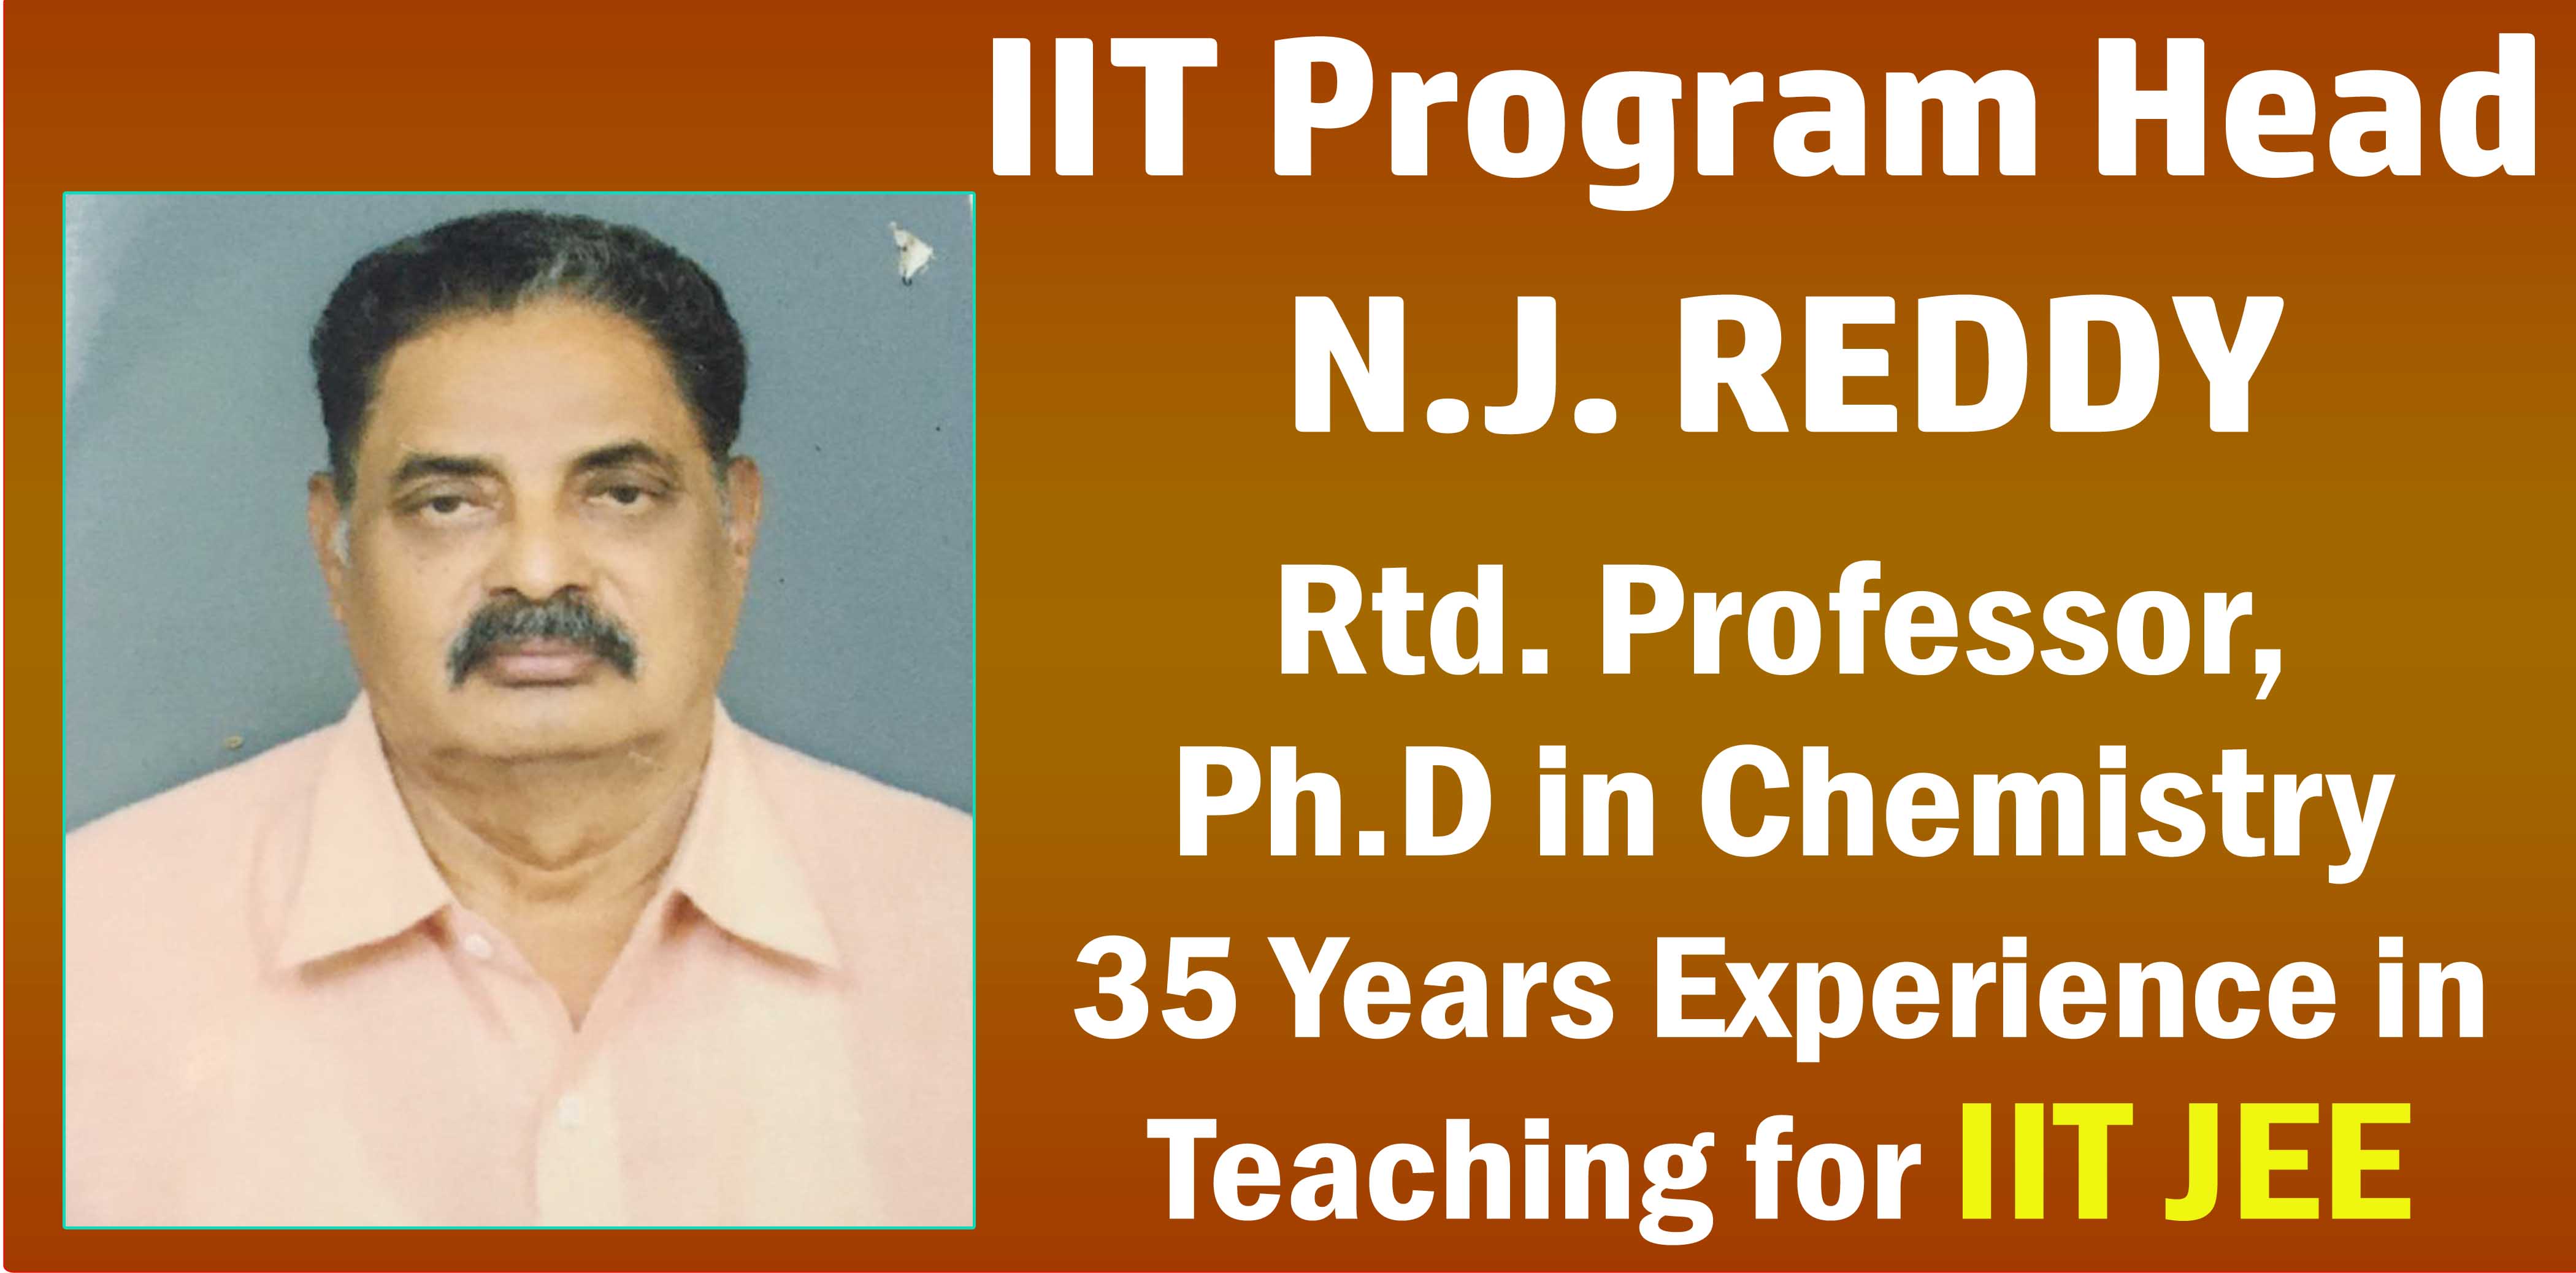 IIT Program Head
N.J. REDDY
Rtd. Professor,
Ph.D in Chemistry
35 Years Experience in
Teaching for IIT JEE